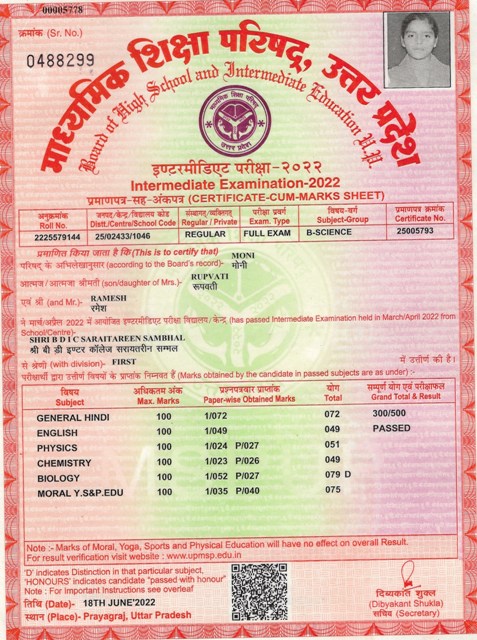 00005778
क्रमांक (Sr. No.)
0488299
माध्यमिक शिक्षा परिषद्, उत्तर प्रदेश
Board of High School and Intermediate Education U.P.
माध्यमिक शिक्षा परिषद्
उत्तर प्रदेश
इण्टरमीडिएट परीक्षा-२०२२
Intermediate Examination-2022
प्रमाणपत्र-सह-अंकपत्र (CERTIFICATE-CUM-MARKS SHEET)
अनुक्रमांक जनपद/केन्द्र/विद्यालय कोड संस्थागत/व्यक्तिगत परीक्षा प्रवर्ग विषय-वर्ग प्रमाणपत्र क्रमांक
Roll No. Distt./Centre/School Code Regular / Private Exam. Type Subject-Group Certificate No.
2225579144 25/02433/1046 REGULAR FULL EXAM B-SCIENCE 25005793
प्रमाणित किया जाता है कि(This is to certify that) MONI
परिषद् के अभिलेखानुसार (according to the Board's record)- मोनी
आत्मज / आत्मजा श्रीमती (son/daughter of Mrs.)- RUPVATI
रूपवती
एवं श्री (and Mr.)- RAMESH
रमेश
ने मार्च/अप्रैल 2022 में आयोजित इण्टरमीडिएट परीक्षा विद्यालय/ केन्द्र (has passed Intermediate Examination held in March/April 2022 from
School/Centre)-
SHRI B D I C SARAITAREEN SAMBHAL
श्री बी डी इण्टर कॉलेज सरायतरीन सम्भल
से श्रेणी (with division)- FIRST में उत्तीर्ण की है।
परीक्षार्थी द्वारा उत्तीर्ण विषयों के प्राप्तांक निम्नवत हैं (Marks obtained by the candidate in passed subjects are as under)-
विषय अधिकतम अंक प्रश्नपत्रवार प्राप्तांक योग सम्पूर्ण योग एवं परीक्षाफल
Subject Max. Marks Paper-wise Obtained Marks Total Grand Total & Result
GENERAL HINDI 100 1/072 072 300/500
ENGLISH 100 1/049 049 PASSED
PHYSICS 100 1/024 P/027 051
CHEMISTRY 100 1/023 P/026 049
BIOLOGY 100 1/052 P/027 079 D
MORAL Y.S&P.EDU 100 1/035 P/040 075
Note :- Marks of Moral, Yoga, Sports and Physical Education will have no effect on overall Result.
For result verification visit website : www.upmsp.edu.in
'D' indicates Distinction in that particular subject,
'HONOURS' indicates candidate "passed with honour"
Note : For Important Instructions see overleaf
तिथि (Date)- 18TH JUNE'2022
स्थान (Place)- Prayagraj, Uttar Pradesh
दिव्यकांत शुक्ल
(Dibyakant Shukla)
सचिव (Secretary)